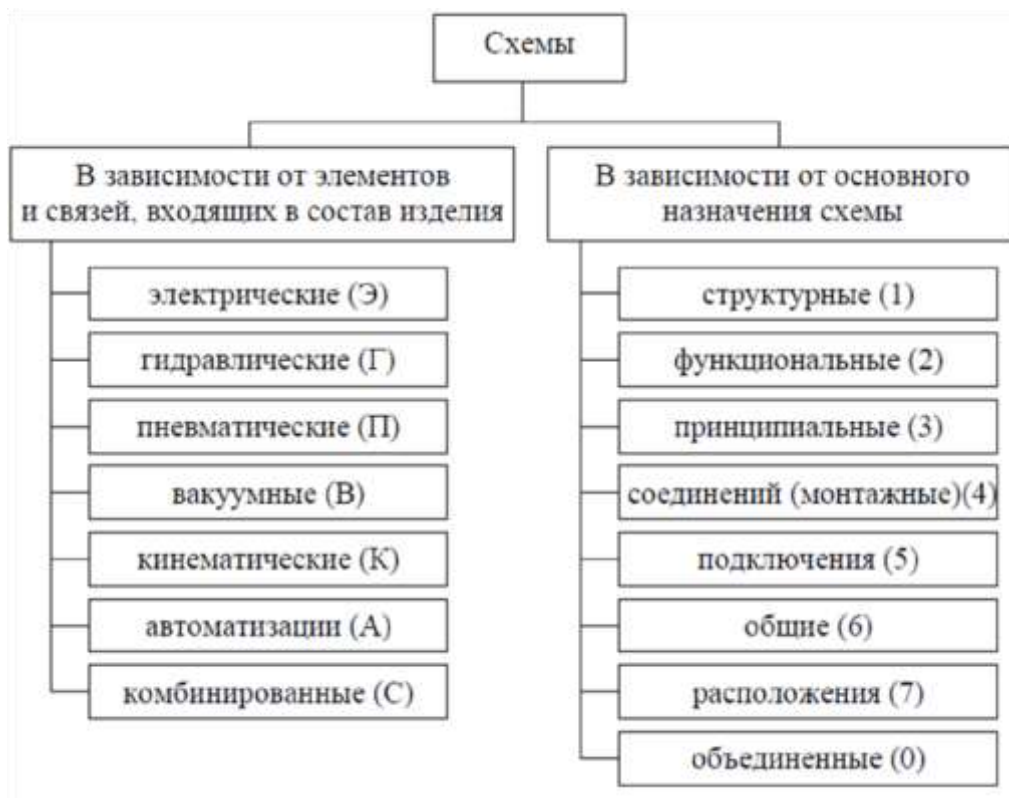 Схемы
В зависимости от элементов
и связей, входящих в состав изделия
электрические (Э)
гидравлические (Г)
пневматические (П)
вакуумные (В)
кинематические (К)
автоматизации (А)
комбинированные (С)
В зависимости от основного
назначения схемы
структурные (1)
функциональные (2)
принципиальные (3)
соединений (монтажные)(4)
подключения (5)
общие (6)
расположения (7)
объединенные (0)